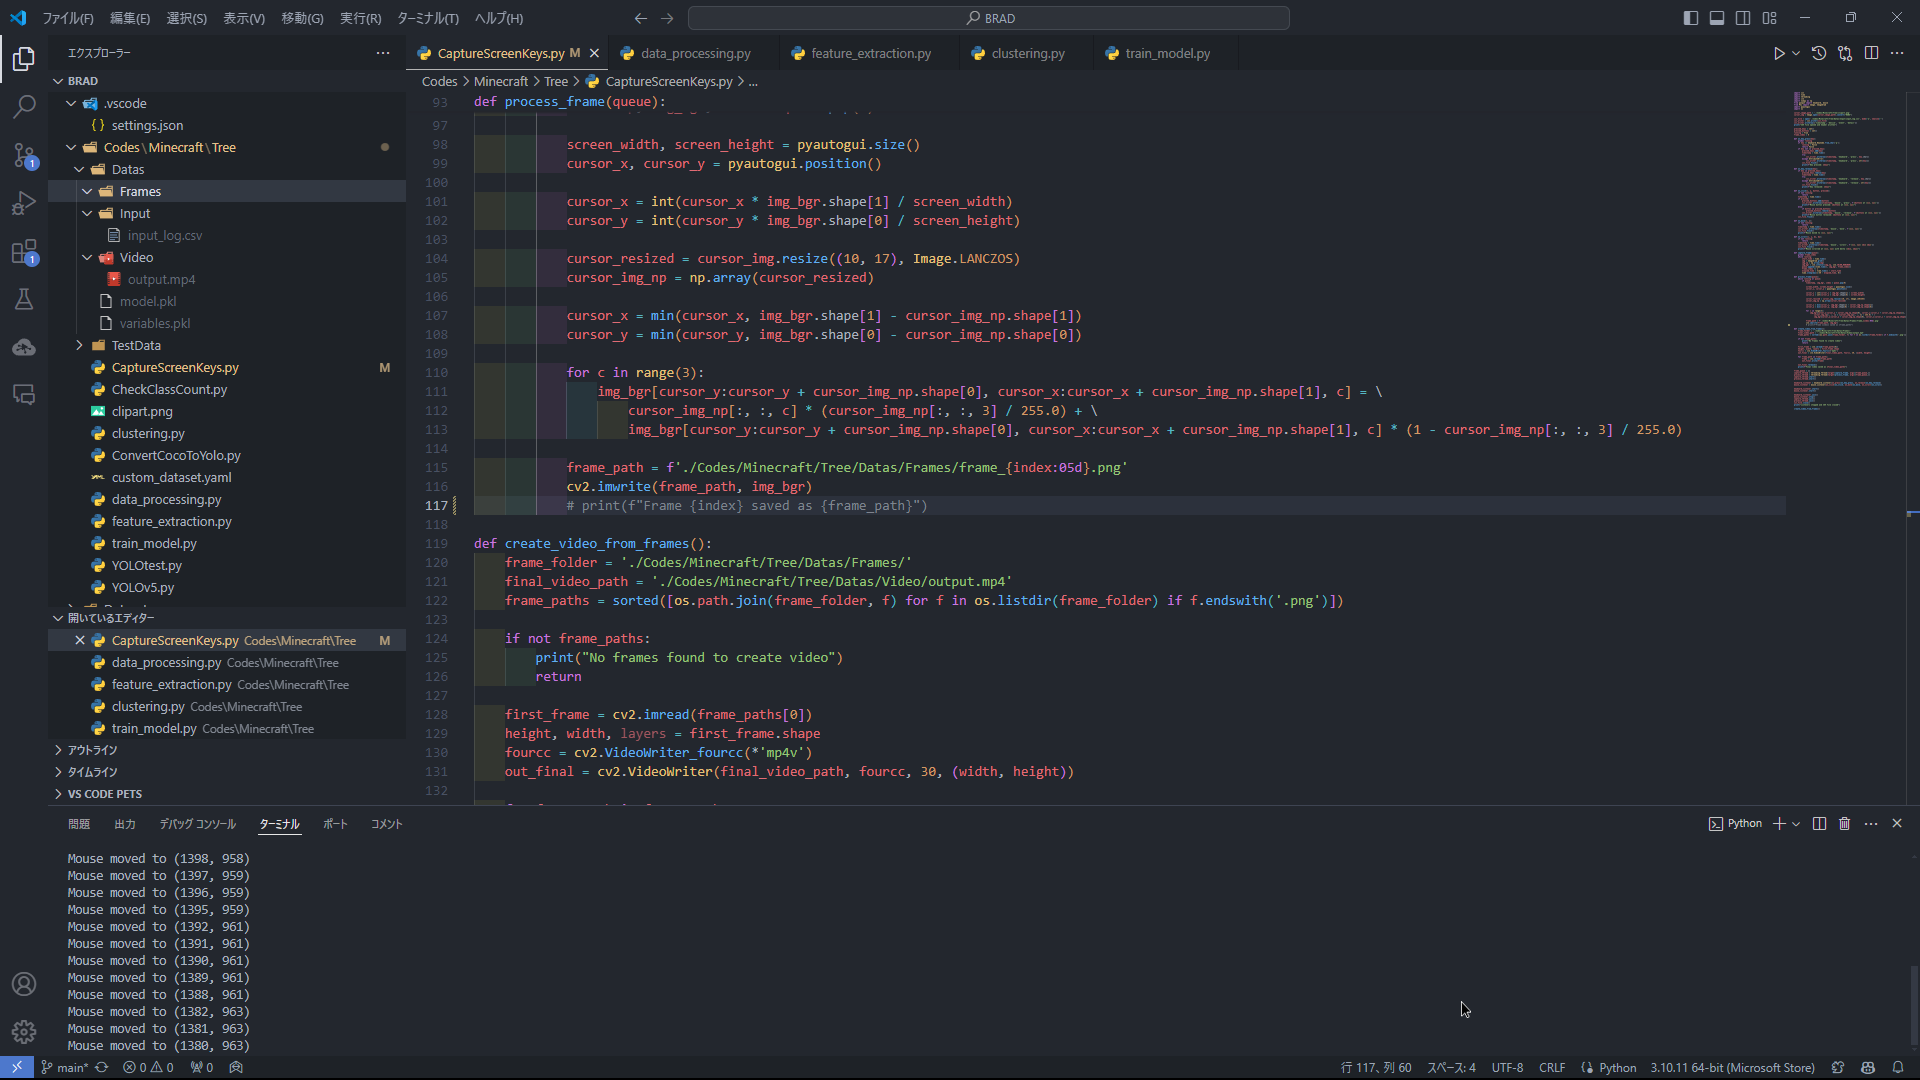 ファイル(F) 編集(E) 選択(S) 表示(V) 移動(G) 実行(R) ターミナル(T) ヘルプ(H)
BRAD
エクスプローラー
BRAD
.vscode
{ } settings.json
Codes \ Minecraft \ Tree
Datas
Frames
Input
input_log.csv
Video
output.mp4
model.pkl
variables.pkl
TestData
CaptureScreenKeys.py M
CheckClassCount.py
clipart.png
clustering.py
ConvertCocoToYolo.py
custom_dataset.yaml
data_processing.py
feature_extraction.py
train_model.py
YOLOtest.py
YOLOv5.py
開いているエディター
CaptureScreenKeys.py Codes\Minecraft\Tree M
data_processing.py Codes\Minecraft\Tree
feature_extraction.py Codes\Minecraft\Tree
clustering.py Codes\Minecraft\Tree
train_model.py Codes\Minecraft\Tree
アウトライン
タイムライン
VS CODE PETS
1
1
CaptureScreenKeys.py M data_processing.py feature_extraction.py clustering.py train_model.py
Codes > Minecraft > Tree > CaptureScreenKeys.py > ...
93 def process_frame(queue):
97
98 screen_width, screen_height = pyautogui.size()
99 cursor_x, cursor_y = pyautogui.position()
100
101 cursor_x = int(cursor_x * img_bgr.shape[1] / screen_width)
102 cursor_y = int(cursor_y * img_bgr.shape[0] / screen_height)
103
104 cursor_resized = cursor_img.resize((10, 17), Image.LANCZOS)
105 cursor_img_np = np.array(cursor_resized)
106
107 cursor_x = min(cursor_x, img_bgr.shape[1] - cursor_img_np.shape[1])
108 cursor_y = min(cursor_y, img_bgr.shape[0] - cursor_img_np.shape[0])
109
110 for c in range(3):
111 img_bgr[cursor_y:cursor_y + cursor_img_np.shape[0], cursor_x:cursor_x + cursor_img_np.shape[1], c] = \
112 cursor_img_np[:, :, c] * (cursor_img_np[:, :, 3] / 255.0) + \
113 img_bgr[cursor_y:cursor_y + cursor_img_np.shape[0], cursor_x:cursor_x + cursor_img_np.shape[1], c] * (1 - cursor_img_np[:, :, 3] / 255.0)
114
115 frame_path = f'./Codes/Minecraft/Tree/Datas/Frames/frame_{index:05d}.png'
116 cv2.imwrite(frame_path, img_bgr)
117 # print(f"Frame {index} saved as {frame_path}")
118
119 def create_video_from_frames():
120 frame_folder = './Codes/Minecraft/Tree/Datas/Frames/'
121 final_video_path = './Codes/Minecraft/Tree/Datas/Video/output.mp4'
122 frame_paths = sorted([os.path.join(frame_folder, f) for f in os.listdir(frame_folder) if f.endswith('.png')])
123
124 if not frame_paths:
125 print("No frames found to create video")
126 return
127
128 first_frame = cv2.imread(frame_paths[0])
129 height, width, layers = first_frame.shape
130 fourcc = cv2.VideoWriter_fourcc(*'mp4v')
131 out_final = cv2.VideoWriter(final_video_path, fourcc, 30, (width, height))
132
問題 出力 デバッグ コンソール ターミナル ポート コメント
Python
Mouse moved to (1398, 958)
Mouse moved to (1397, 959)
Mouse moved to (1396, 959)
Mouse moved to (1395, 959)
Mouse moved to (1392, 961)
Mouse moved to (1391, 961)
Mouse moved to (1390, 961)
Mouse moved to (1389, 961)
Mouse moved to (1388, 961)
Mouse moved to (1382, 963)
Mouse moved to (1381, 963)
Mouse moved to (1380, 963)
main* 0 0 0
行 117、列 60 スペース: 4 UTF-8 CRLF Python 3.10.11 64-bit (Microsoft Store)